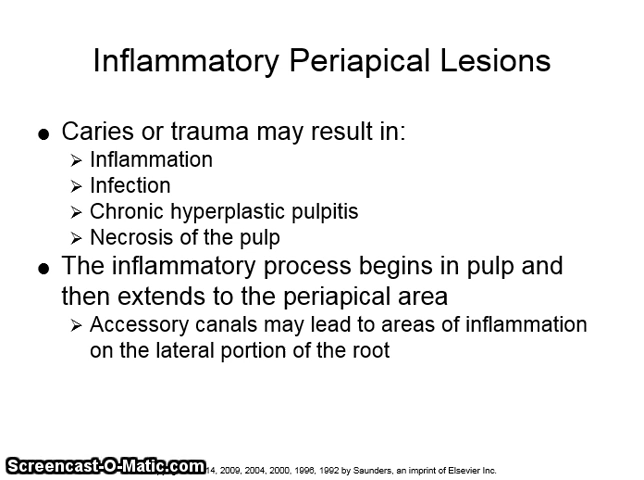 Inflammatory Periapical Lesions
● Caries or trauma may result in:
➢ Inflammation
➢ Infection
➢ Chronic hyperplastic pulpitis
➢ Necrosis of the pulp
● The inflammatory process begins in pulp and
then extends to the periapical area
➢ Accessory canals may lead to areas of inflammation
on the lateral portion of the root
Screencast-O-Matic.com 14, 2009, 2004, 2000, 1996, 1992 by Saunders, an imprint of Elsevier Inc.